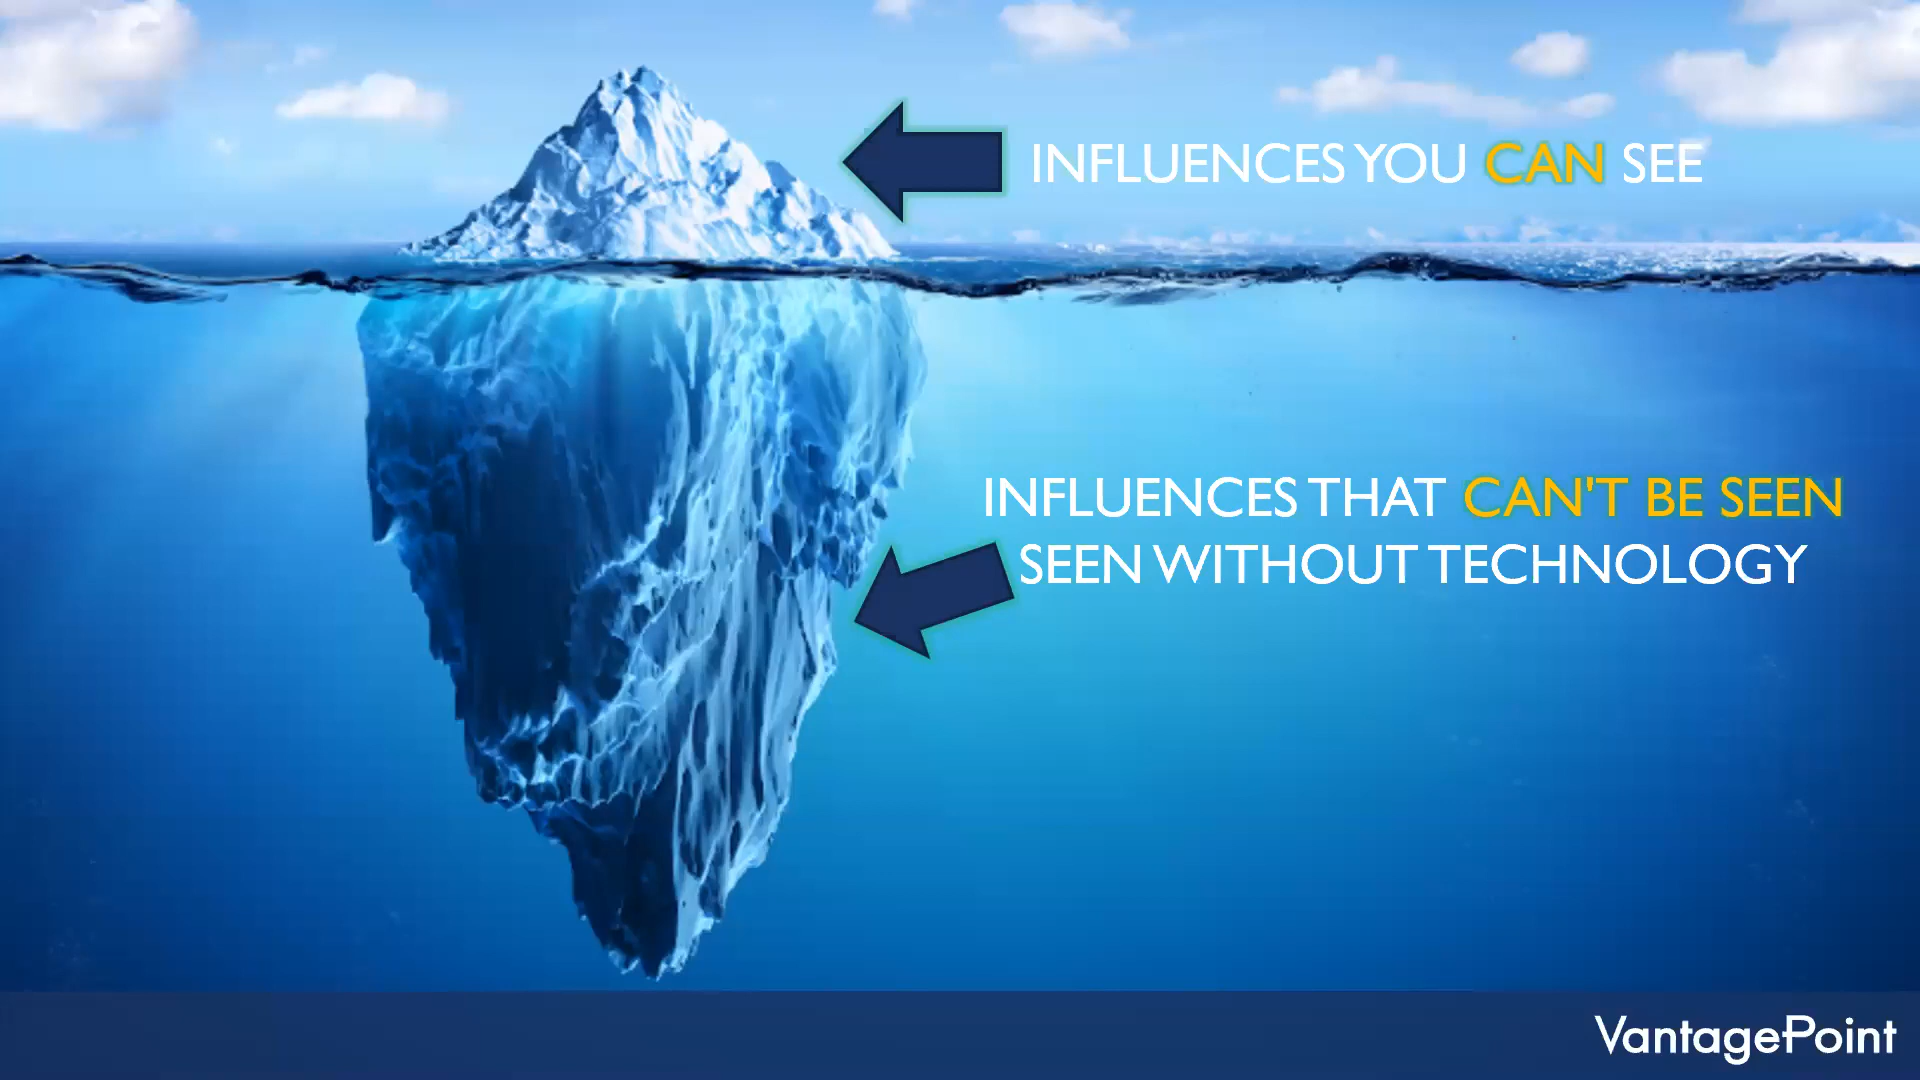 INFLUENCES YOU CAN SEE
INFLUENCES THAT CAN'T BE SEEN
SEEN WITHOUT TECHNOLOGY
VantagePoint